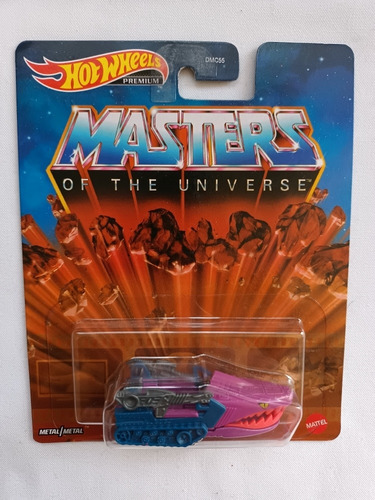 HOT WHEELS
PREMIUM
DMC55
MASTERS
OF THE UNIVERSE
METAL/METAL
MATTEL